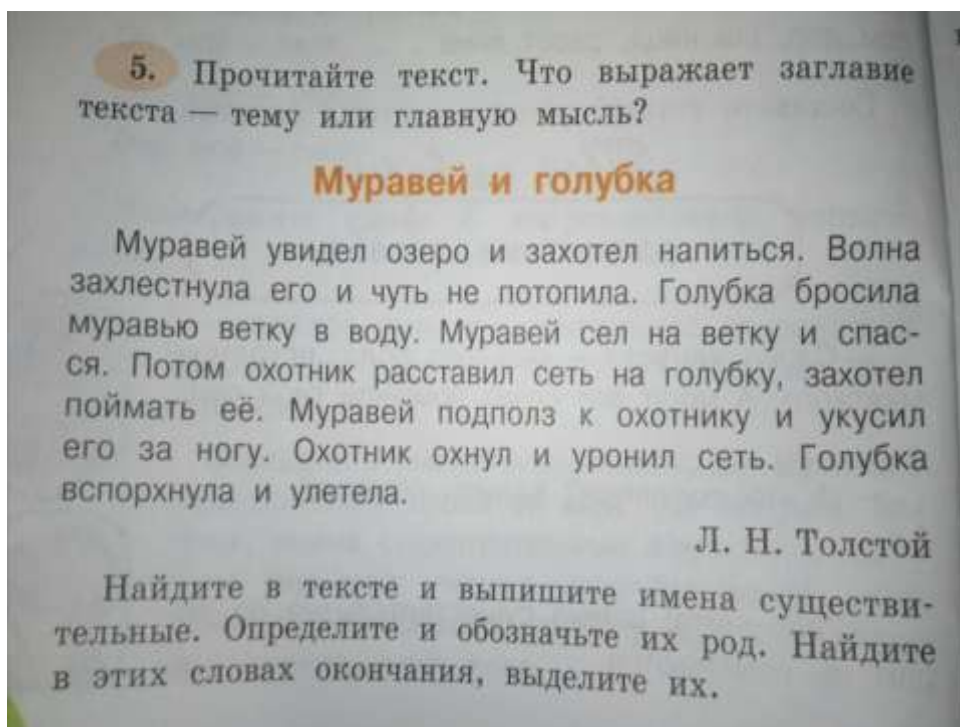 5. Прочитайте текст. Что выражает заглавие
текста — тему или главную мысль?
Муравей и голубка
Муравей увидел озеро и захотел напиться. Волна
захлестнула его и чуть не потопила. Голубка бросила
муравью ветку в воду. Муравей сел на ветку и спас-
ся. Потом охотник расставил сеть на голубку, захотел
поймать её. Муравей подполз к охотнику и укусил
его за ногу. Охотник охнул и уронил сеть. Голубка
вспорхнула и улетела.
Л. Н. Толстой
Найдите в тексте и выпишите имена существи-
тельные. Определите и обозначьте их род. Найдите
в этих словах окончания, выделите их.